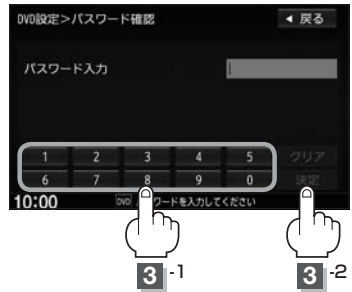 DVD設定>パスワード確認
◀ 戻る
パスワード入力
1 2 3 4 5 クリア
6 7 8 9 0 決定
10:00 DVD ワードを入力してください
3 -1 3 -2